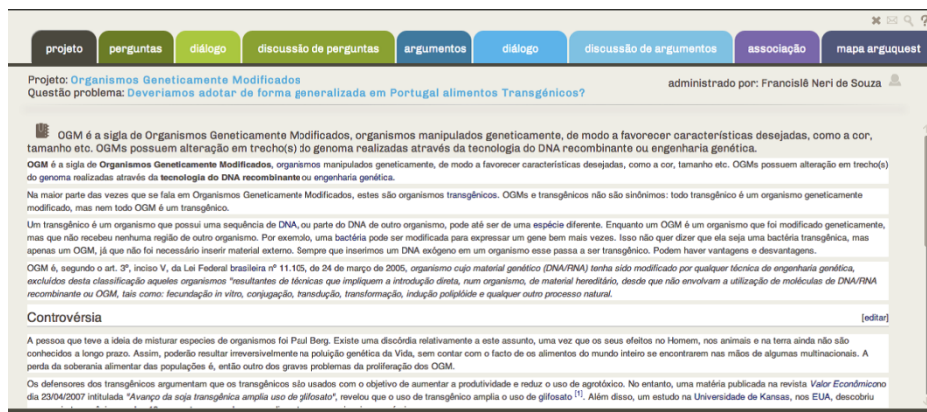 projeto perguntas diálogo discussão de perguntas argumentos diálogo discussão de argumentos associação mapa arguquest
Projeto: Organismos Geneticamente Modificados
administrado por: Francislê Neri de Souza
Questão problema: Deveriamos adotar de forma generalizada em Portugal alimentos Transgénicos?
OGM é a sigla de Organismos Geneticamente Modificados, organismos manipulados geneticamente, de modo a favorecer características desejadas, como a cor,
tamanho etc. OGMs possuem alteração em trecho(s) do genoma realizadas através da tecnologia do DNA recombinante ou engenharia genética.
OGM é a sigla de Organismos Geneticamente Modificados, organismos manipulados geneticamente, de modo a favorecer características desejadas, como a cor, tamanho etc. OGMs possuem alteração em trecho(s)
do genoma realizadas através da tecnologia do DNA recombinante ou engenharia genética.
Na maior parte das vezes que se fala em Organismos Geneticamente Modificados, estes são organismos transgênicos. OGMs e transgênicos não são sinônimos: todo transgênico é um organismo geneticamente
modificado, mas nem todo OGM é um transgênico.
Um transgênico é um organismo que possui uma sequência de DNA, ou parte do DNA de outro organismo, pode até ser de uma espécie diferente. Enquanto um OGM é um organismo que foi modificado geneticamente,
mas que não recebeu nenhuma região de outro organismo. Por exemplo, uma bactéria pode ser modificada para expressar um gene bem mais vezes. Isso não quer dizer que ela seja uma bactéria transgênica, mas
apenas um OGM, já que não foi necessário inserir material externo. Sempre que inserimos um DNA exógeno em um organismo esse passa a ser transgênico. Podem haver vantagens e desvantagens.
OGM é, segundo o art. 3º, inciso V, da Lei Federal brasileira nº 11.105, de 24 de março de 2005, organismo cujo material genético (DNA/RNA) tenha sido modificado por qualquer técnica de engenharia genética,
excluídos desta classificação aqueles organismos "resultantes de técnicas que impliquem a introdução direta, num organismo, de material hereditário, desde que não envolvam a utilização de moléculas de DNA/RNA
recombinante ou OGM, tais como: fecundação in vitro, conjugação, transdução, transformação, indução poliplóide e qualquer outro processo natural.
Controvérsia [editar]
A pessoa que teve a ideia de misturar especies de organismos foi Paul Berg. Existe uma discórdia relativamente a este assunto, uma vez que os seus efeitos no Homem, nos animais e na terra ainda não são
conhecidos a longo prazo. Assim, poderão resultar irreversivelmente na poluição genética da Vida, sem contar com o facto de os alimentos do mundo inteiro se encontrarem nas mãos de algumas multinacionais. A
perda da soberania alimentar das populações é, então outro dos graves problemas da proliferação dos OGM.
Os defensores dos transgênicos argumentam que os transgênicos são usados com o objetivo de aumentar a produtividade e reduz o uso de agrotóxico. No entanto, uma matéria publicada na revista Valor Econômicono
dia 23/04/2007 intitulada "Avanço da soja transgênica amplia uso de glifosato", revelou que o uso de transgênico amplia o uso de glifosato [1]. Além disso, um estudo na Universidade de Kansas, nos EUA, descobriu